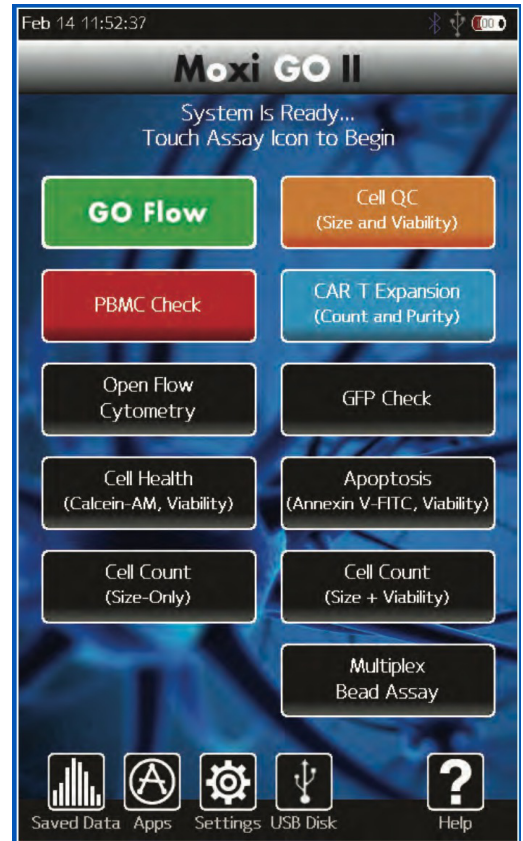 Feb 14 11:52:37
Moxi GO II
System Is Ready...
Touch Assay Icon to Begin
GO Flow
Cell QC
(Size and Viability)
PBMC Check
CAR T Expansion
(Count and Purity)
Open Flow
Cytometry
GFP Check
Cell Health
(Calcein-AM, Viability)
Apoptosis
(Annexin V-FITC, Viability)
Cell Count
(Size-Only)
Cell Count
(Size + Viability)
Multiplex
Bead Assay
Saved Data
Apps
Settings
USB Disk
Help